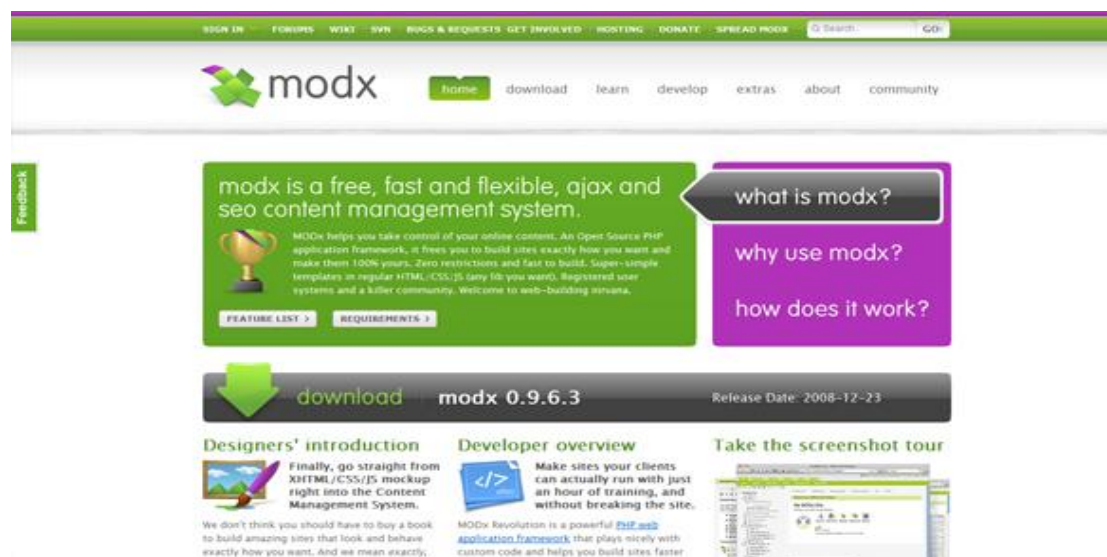 SIGN IN FORUMS WIKI SVN BUGS & REQUESTS GET INVOLVED HOSTING DONATE SPREAD MODX Search.. GO
modx home download learn develop extras about community
Feedback
modx is a free, fast and flexible, ajax and
seo content management system.
MODx helps you take control of your online content. An Open Source PHP
application framework, it frees you to build sites exactly how you want and
make them 100% yours. Zero restrictions and fast to build. Super-simple
templates in regular HTML/CSS/JS (any lib you want). Registered user
systems and a killer community. Welcome to web-building nirvana.
FEATURE LIST > REQUIREMENTS >
what is modx?
why use modx?
how does it work?
download modx 0.9.6.3 Release Date: 2008-12-23
Designers' introduction
Finally, go straight from
XHTML/CSS/JS mockup
right into the Content
Management System.
We don't think you should have to buy a book
to build amazing sites that look and behave
exactly how you want. And we mean exactly,
Developer overview
Make sites your clients
can actually run with just
an hour of training, and
without breaking the site.
MODx Revolution is a powerful PHP web
application framework that plays nicely with
custom code and helps you build sites faster
Take the screenshot tour